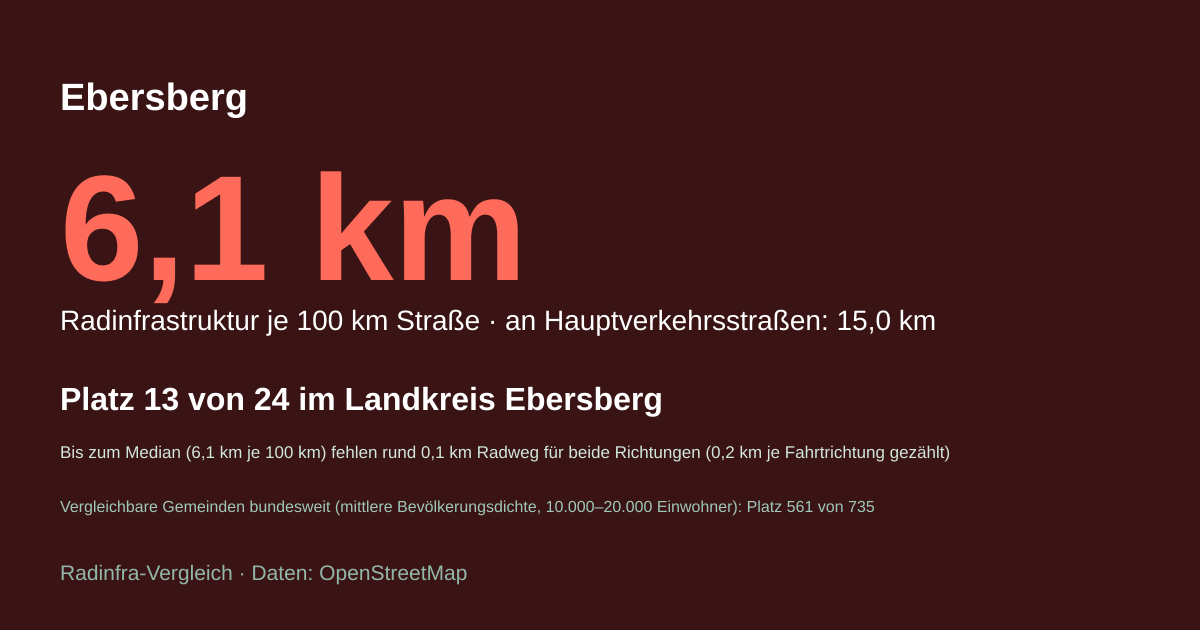 Ebersberg
6,1 km
Radinfrastruktur je 100 km Straße · an Hauptverkehrsstraßen: 15,0 km
Platz 13 von 24 im Landkreis Ebersberg
Bis zum Median (6,1 km je 100 km) fehlen rund 0,1 km Radweg für beide Richtungen (0,2 km je Fahrtrichtung gezählt)
Vergleichbare Gemeinden bundesweit (mittlere Bevölkerungsdichte, 10.000–20.000 Einwohner): Platz 561 von 735
Radinfra-Vergleich · Daten: OpenStreetMap